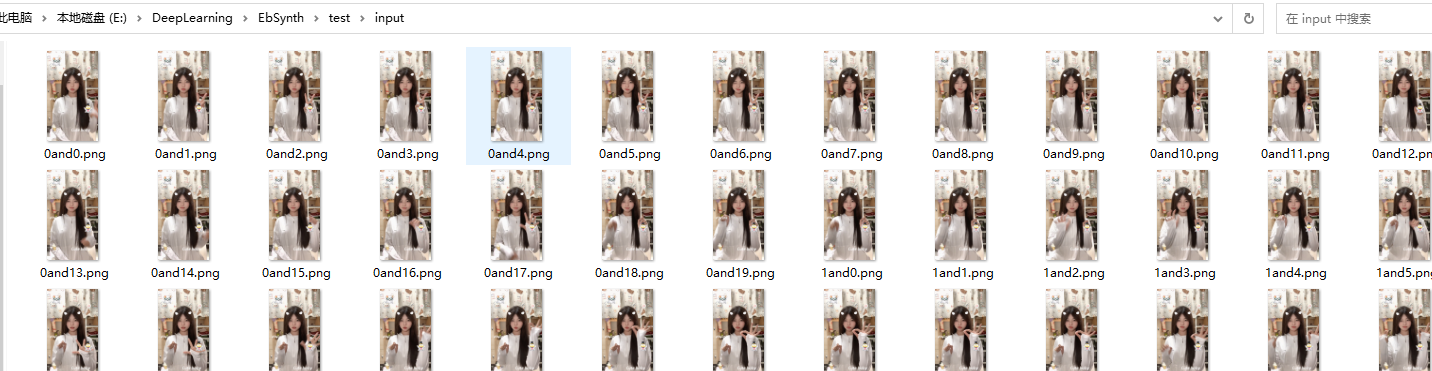 此电脑 › 本地磁盘 (E:) › DeepLearning › EbSynth › test › input
在 input 中搜索
0and0.png 0and1.png 0and2.png 0and3.png 0and4.png 0and5.png 0and6.png 0and7.png 0and8.png 0and9.png 0and10.png 0and11.png 0and12.pn
0and13.png 0and14.png 0and15.png 0and16.png 0and17.png 0and18.png 0and19.png 1and0.png 1and1.png 1and2.png 1and3.png 1and4.png 1and5.pn